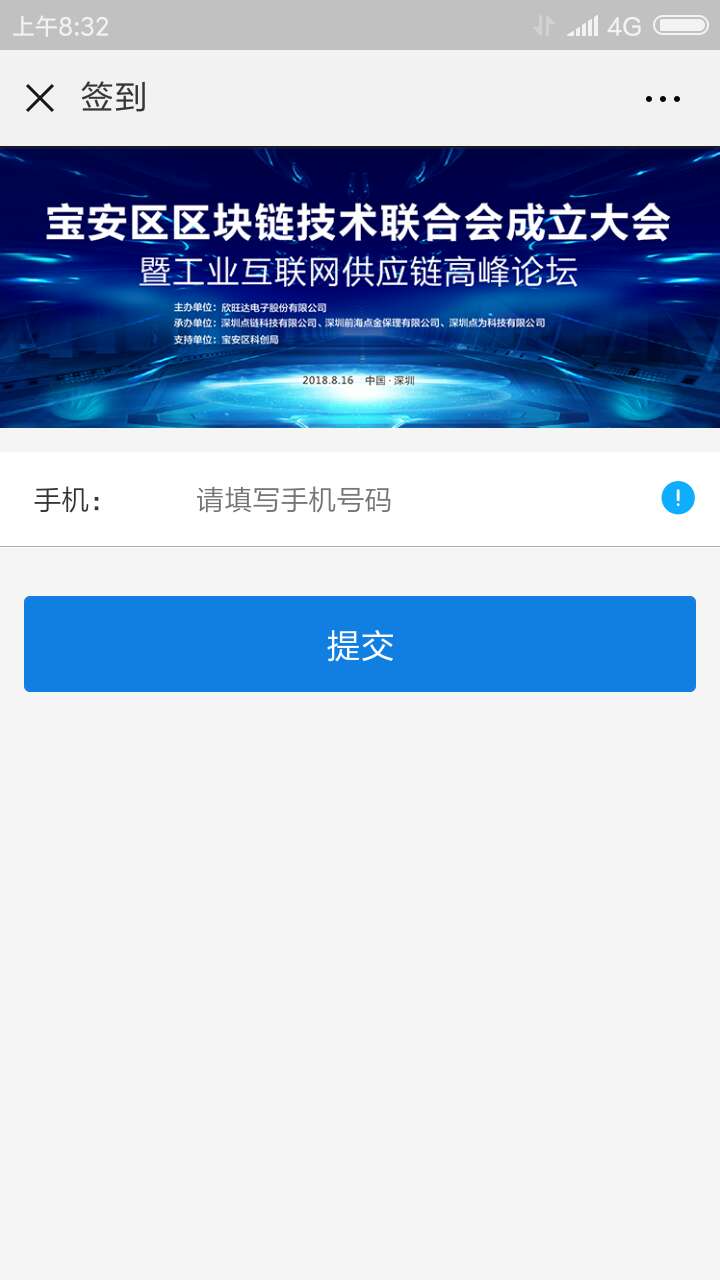 上午8:32
4G
签到
宝安区区块链技术联合会成立大会
暨工业互联网供应链高峰论坛
主办单位：欣旺达电子股份有限公司
承办单位：深圳点链科技有限公司、深圳前海点金保理有限公司、深圳点为科技有限公司
支持单位：宝安区科创局
2018.8.16 中国·深圳
手机：
请填写手机号码
提交